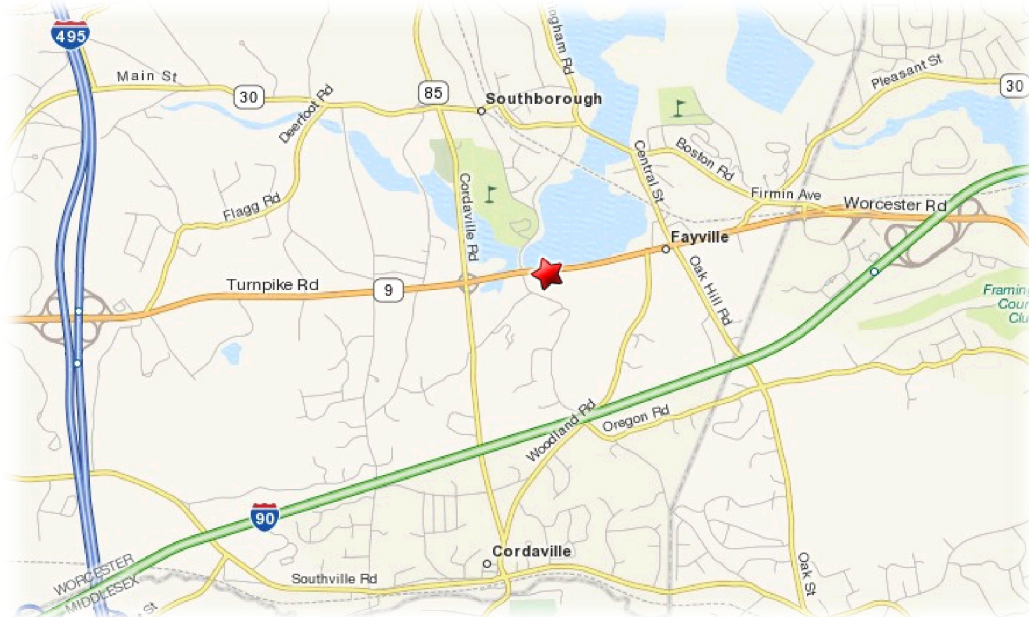 495
Main St
30
Deerfoot Rd
85
Southborough
Pleasant St
30
Boston Rd
Central St
Firmin Ave
Worcester Rd
Flagg Rd
Cordaville Rd
Fayville
Turnpike Rd
9
Oak Hill Rd
Woodland Rd
Oregon Rd
90
Cordaville
WORCESTER
MIDDLESEX
Southville Rd
Oak St
St